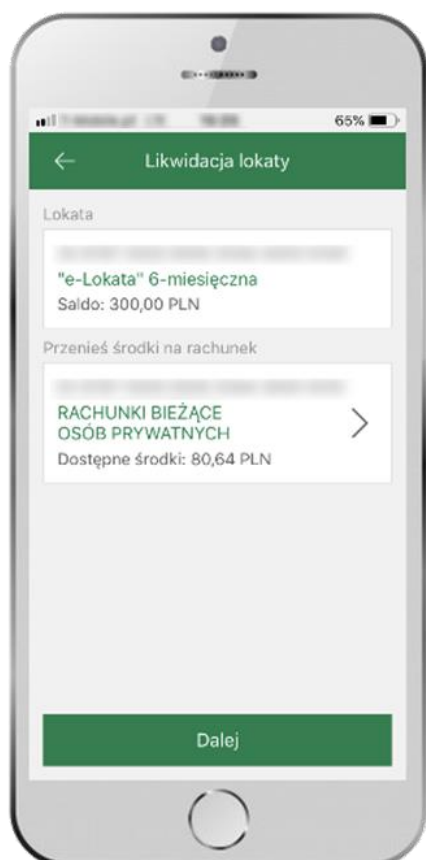 65%
Likwidacja lokaty
Lokata
"e-Lokata" 6-miesięczna
Saldo: 300,00 PLN
Przenieś środki na rachunek
RACHUNKI BIEŻĄCE
OSÓB PRYWATNYCH
Dostępne środki: 80,64 PLN
Dalej